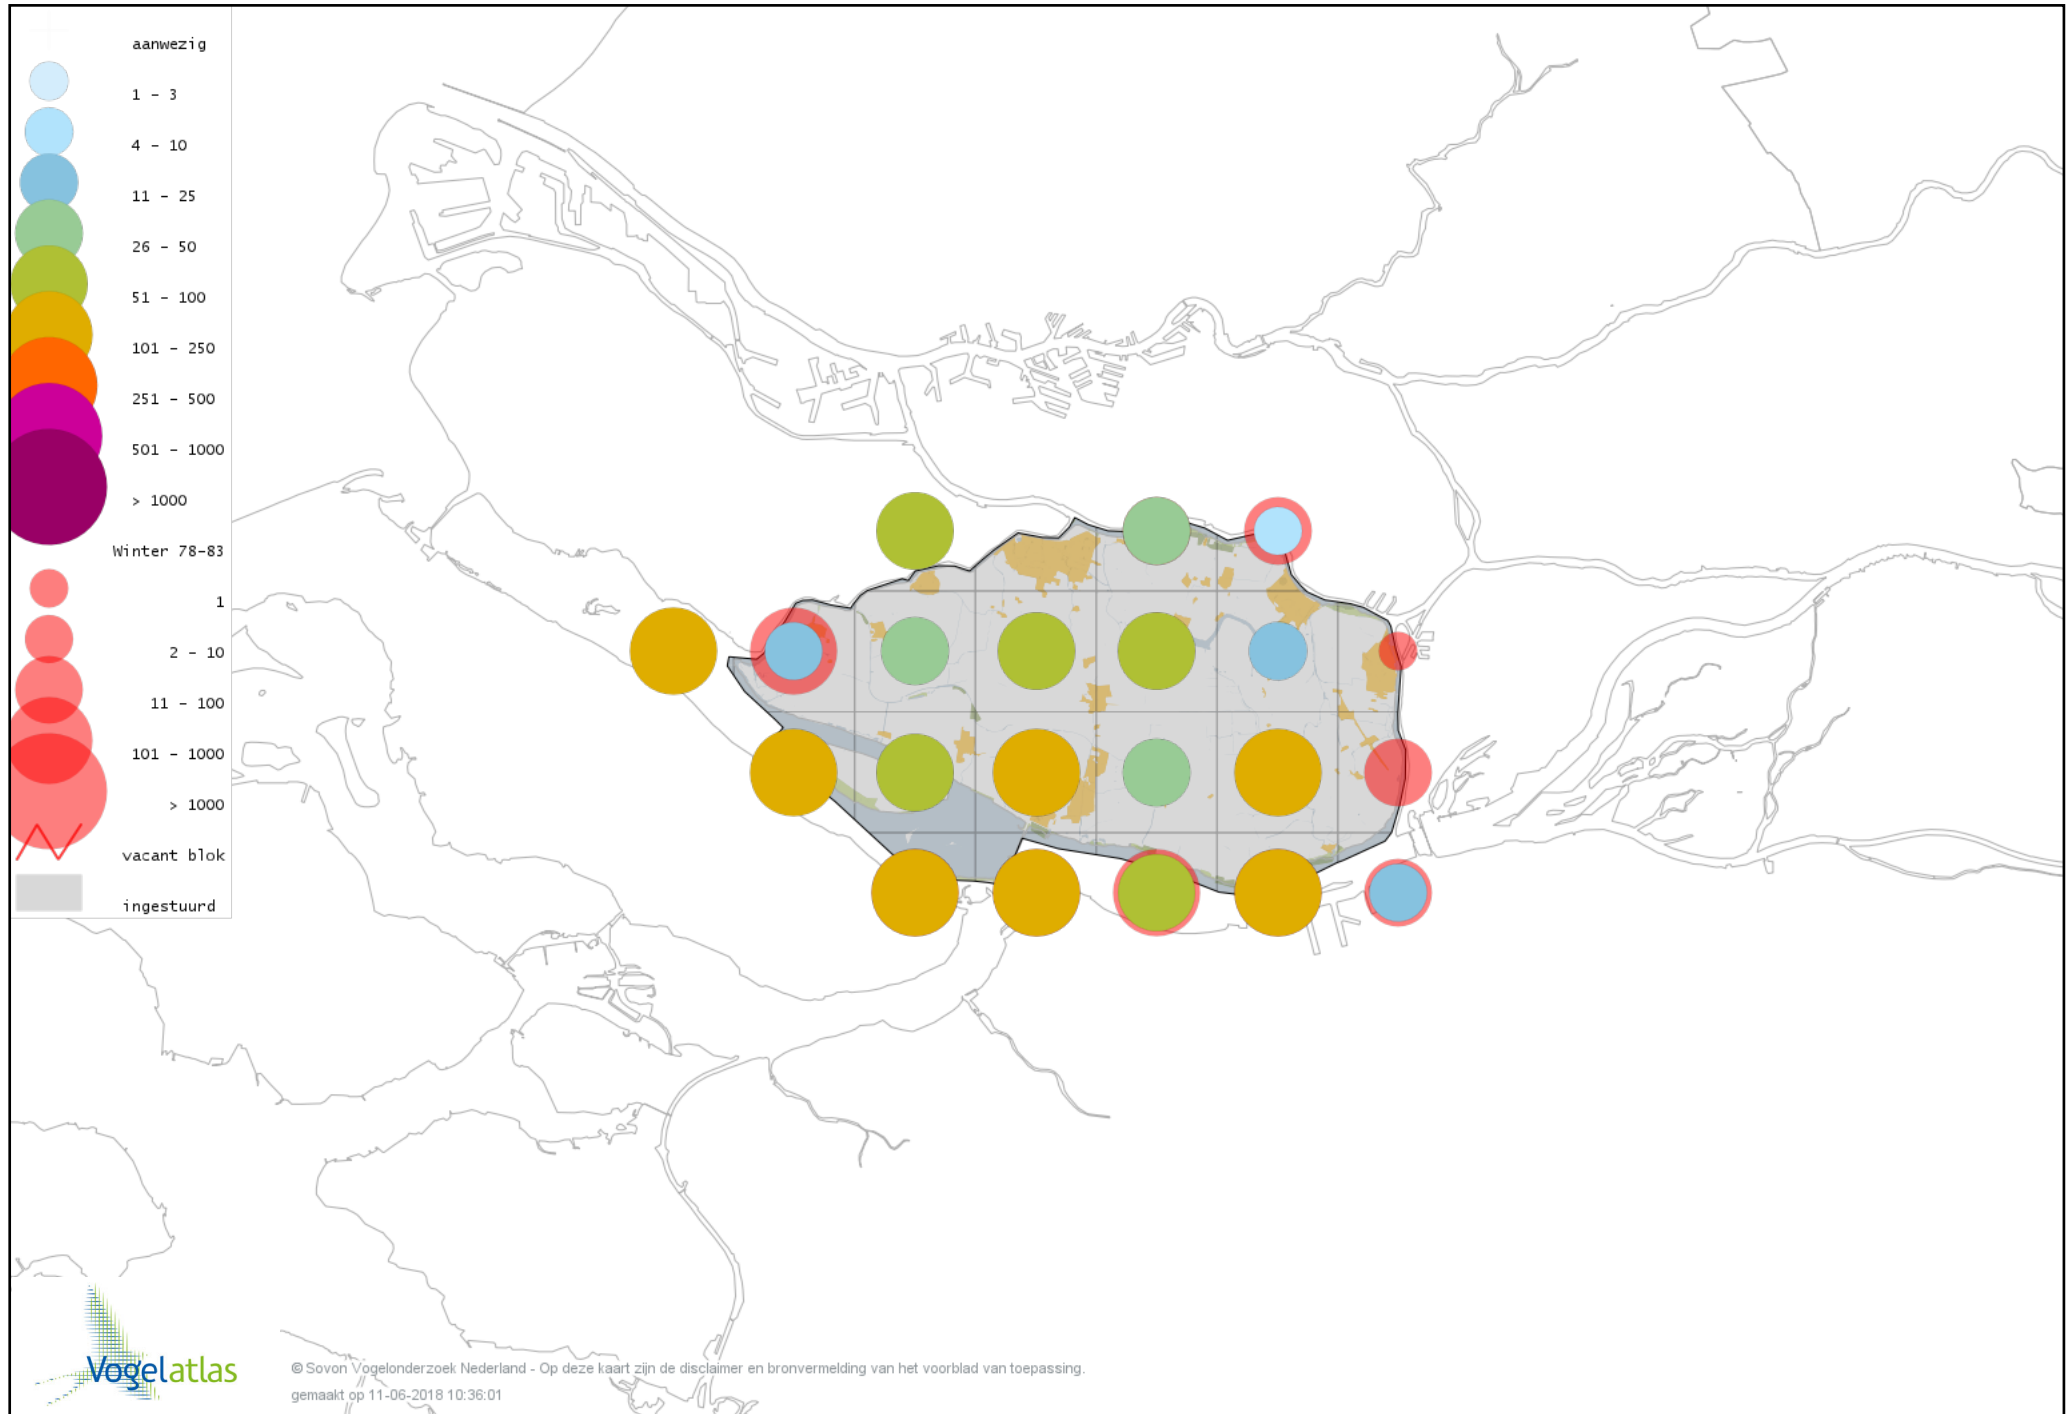 aanwezig
1 - 3
4 - 10
11 - 25
26 - 50
51 - 100
101 - 250
251 - 500
501 - 1000
> 1000
Winter 78-83
1
2 - 10
11 - 100
101 - 1000
> 1000
vacant blok
ingestuurd
Vogelatlas
© Sovon Vogelonderzoek Nederland - Op deze kaart zijn de disclaimer en bronvermelding van het voorblad van toepassing.
gemaakt op 11-06-2018 10:36:01